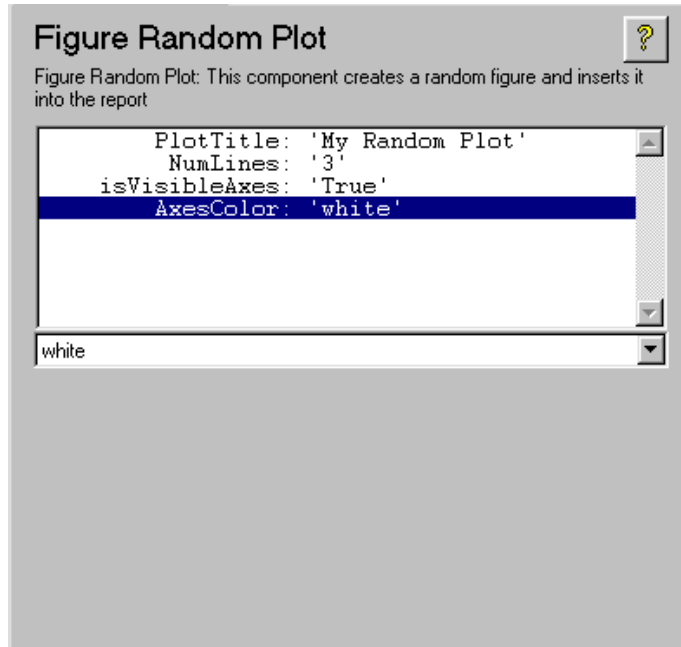 Figure Random Plot
?
Figure Random Plot: This component creates a random figure and inserts it
into the report
PlotTitle: 'My Random Plot'
NumLines: '3'
isVisibleAxes: 'True'
AxesColor: 'white'
white